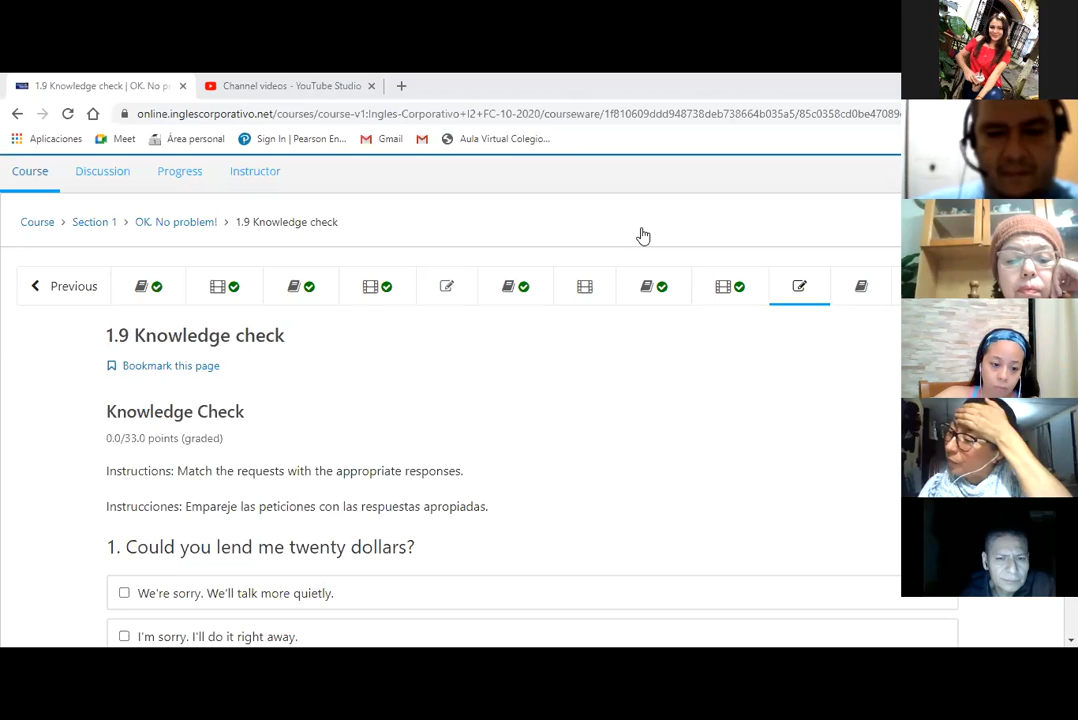 1.9 Knowledge check | OK. No p
Channel videos - YouTube Studio
online.inglescorporativo.net/courses/course-v1:Ingles-Corporativo+I2+FC-10-2020/courseware/1f810609ddd948738deb738664b035a5/85c0358cd0be47089
Aplicaciones Meet Área personal Sign In | Pearson En... Gmail Aula Virtual Colegio...
Course Discussion Progress Instructor
Course > Section 1 > OK. No problem! > 1.9 Knowledge check
Previous
1.9 Knowledge check
Bookmark this page
Knowledge Check
0.0/33.0 points (graded)
Instructions: Match the requests with the appropriate responses.
Instrucciones: Empareje las peticiones con las respuestas apropiadas.
1. Could you lend me twenty dollars?
We're sorry. We'll talk more quietly.
I'm sorry. I'll do it right away.